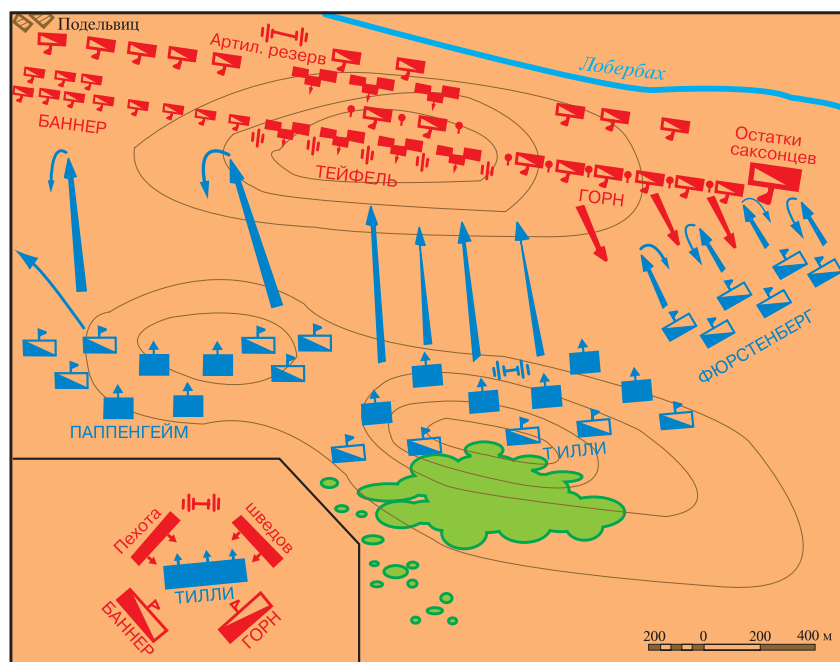 Подельвиц
Артил. резерв
Лобербах
БАННЕР
ТЕЙФЕЛЬ
Остатки
саксонцев
ГОРН
ФЮРСТЕНБЕРГ
ПАППЕНГЕЙМ
ТИЛЛИ
Пехота
шведов
ТИЛЛИ
БАННЕР
ГОРН
200 0 200 400 м